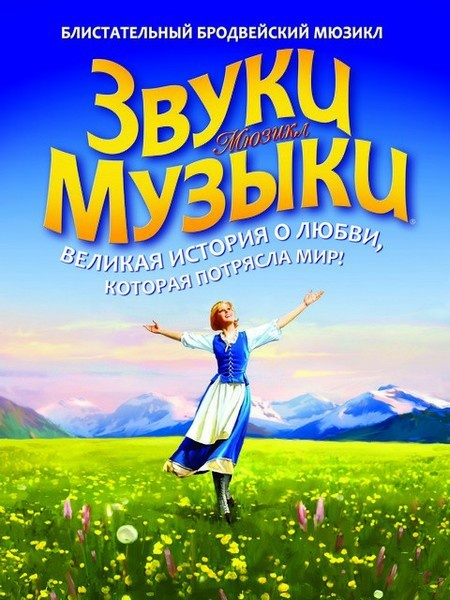 БЛИСТАТЕЛЬНЫЙ БРОДВЕЙСКИЙ МЮЗИКЛ
ЗВУКИ
Мюзикл
МУЗЫКИ
ВЕЛИКАЯ ИСТОРИЯ О ЛЮБВИ,
КОТОРАЯ ПОТРЯСЛА МИР!